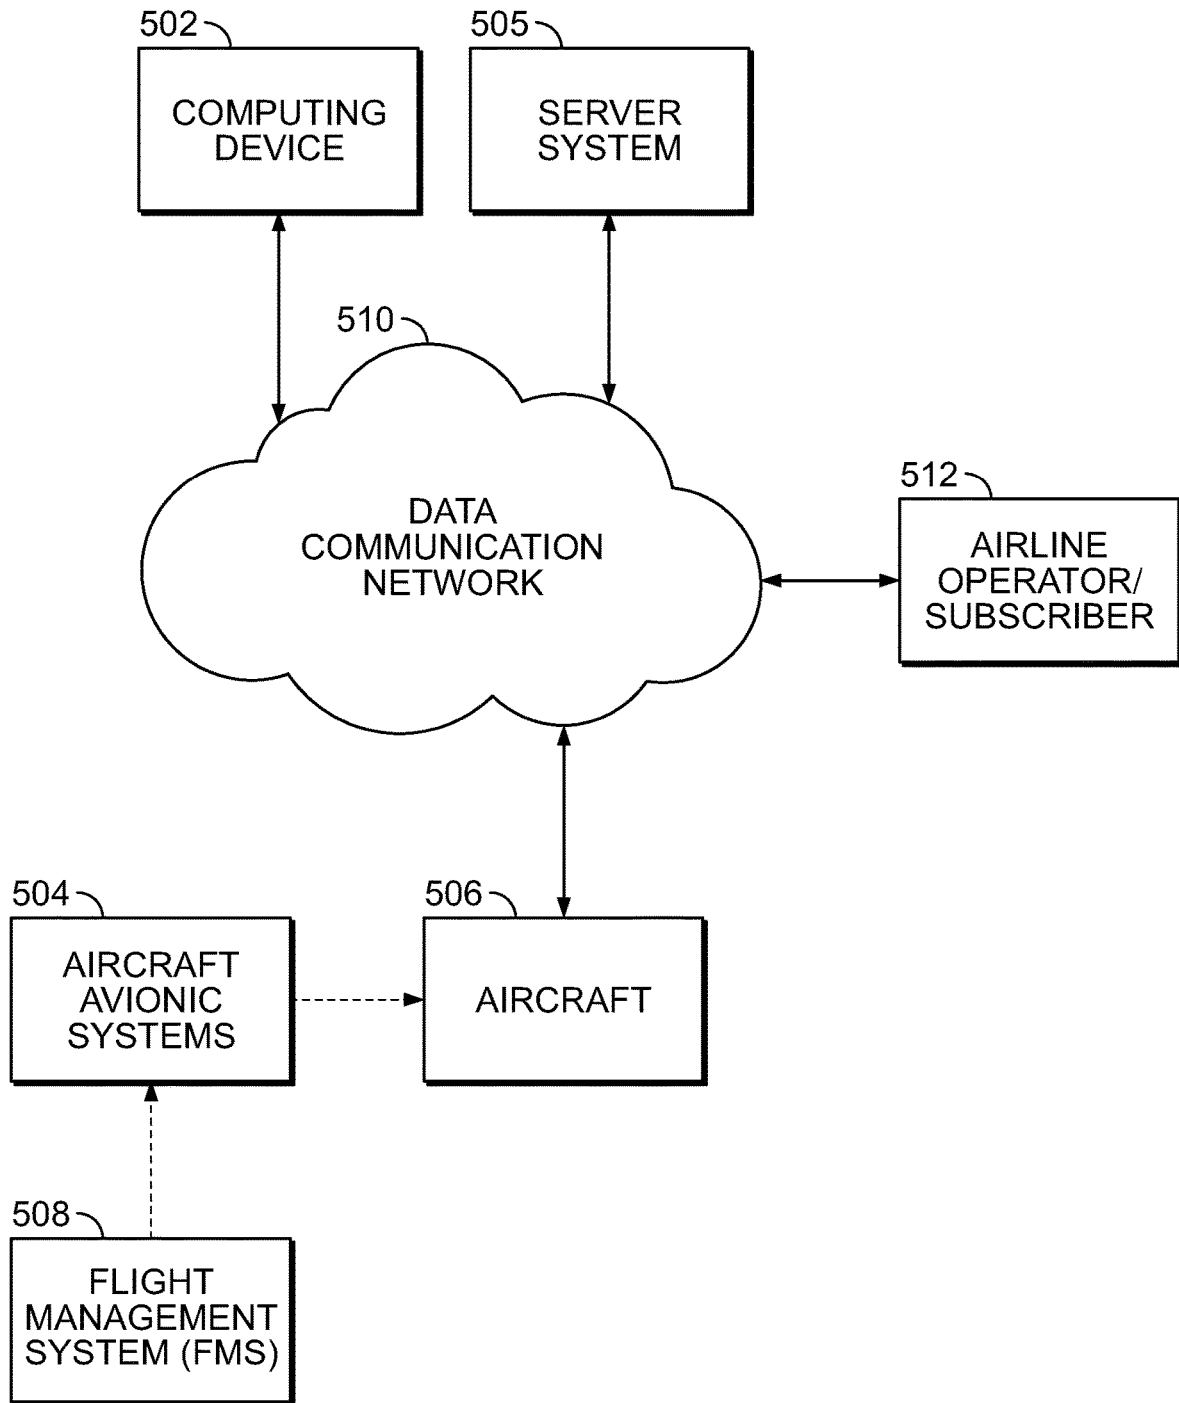 502
COMPUTING
DEVICE
505
SERVER
SYSTEM
510
DATA
COMMUNICATION
NETWORK
512
AIRLINE
OPERATOR/
SUBSCRIBER
504
AIRCRAFT
AVIONIC
SYSTEMS
506
AIRCRAFT
508
FLIGHT
MANAGEMENT
SYSTEM (FMS)